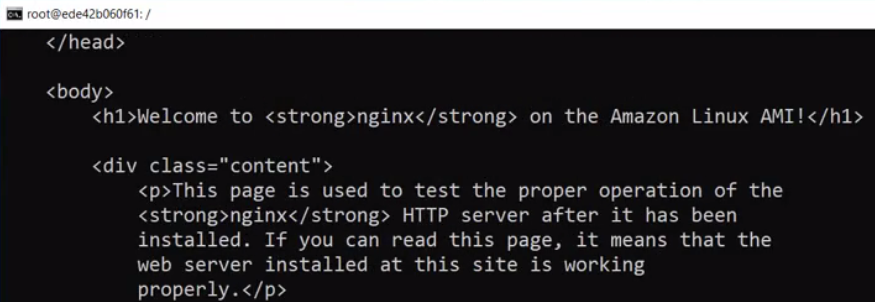 root@ede42b060f61: /
</head>
<body>
<h1>Welcome to <strong>nginx</strong> on the Amazon Linux AMI!</h1>
<div class="content">
<p>This page is used to test the proper operation of the
<strong>nginx</strong> HTTP server after it has been
installed. If you can read this page, it means that the
web server installed at this site is working
properly.</p>